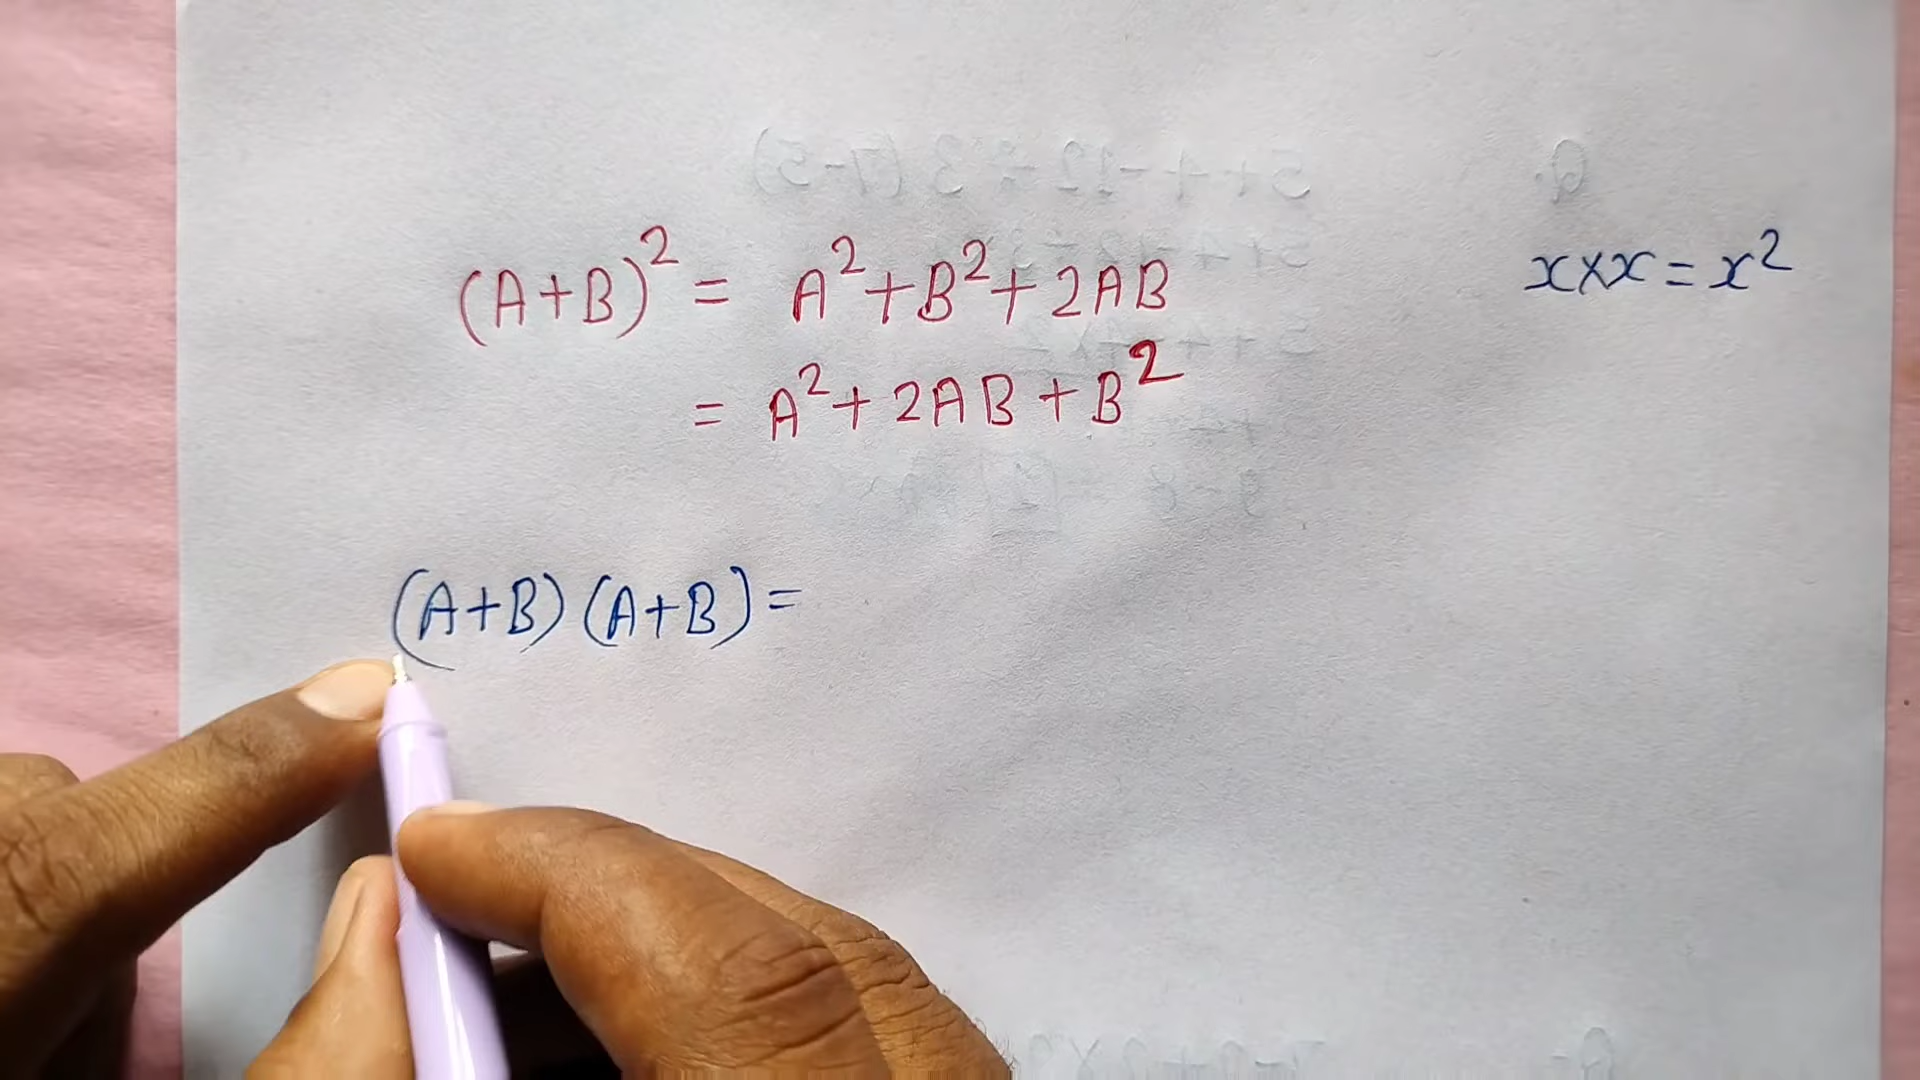 (A+B)² = A²+B²+2AB
x×x=x²
= A²+2AB+B²
(A+B)(A+B)=